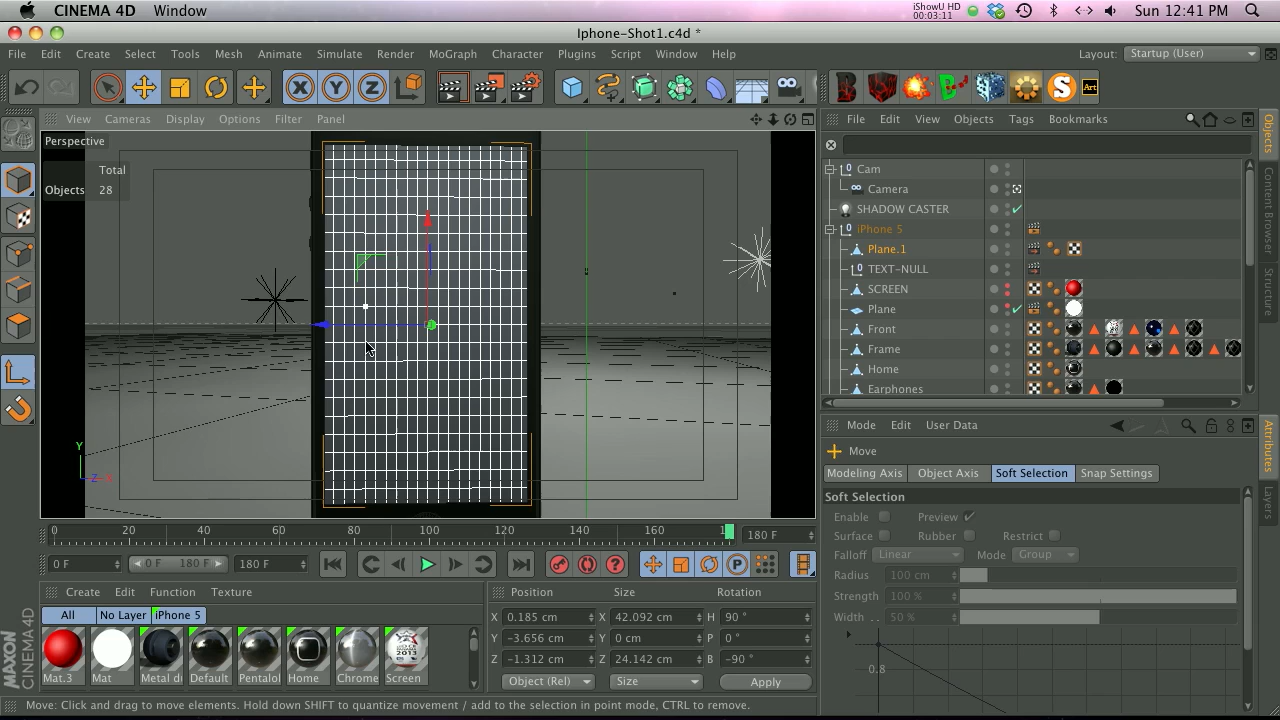 CINEMA 4D Window iShowU HD 00:03:11 Sun 12:41 PM
Iphone-Shot1.c4d *
File Edit Create Select Tools Mesh Animate Simulate Render MoGraph Character Plugins Script Window Help Layout: Startup (User)
X Y Z S Art
View Cameras Display Options Filter Panel
File Edit View Objects Tags Bookmarks
Perspective
Total
Objects 28
Cam
Camera
SHADOW CASTER
iPhone 5
Plane.1
TEXT-NULL
SCREEN
Plane
Front
Frame
Home
Earphones
Objects
Content Browser
Structure
Y
Z X
Mode Edit User Data
Move
Modeling Axis Object Axis Soft Selection Snap Settings
Soft Selection
Enable Preview
Surface Rubber Restrict
Falloff Linear Mode Group
Radius 100 cm
Strength 100 %
Width . . 50 %
0.8
Attributes
Layers
0 20 40 60 80 100 120 140 160 180 F
0 F 0 F 180 F 180 F
P
Create Edit Function Texture
All No Layer iPhone 5
Mat.3 Mat Metal di Default Pentalol Home Chrome Screen
Position Size Rotation
X 0.185 cm X 42.092 cm H 90 °
Y -3.656 cm Y 0 cm P 0 °
Z -1.312 cm Z 24.142 cm B -90 °
Object (Rel) Size Apply
MAXON CINEMA 4D
Move: Click and drag to move elements. Hold down SHIFT to quantize movement / add to the selection in point mode, CTRL to remove.